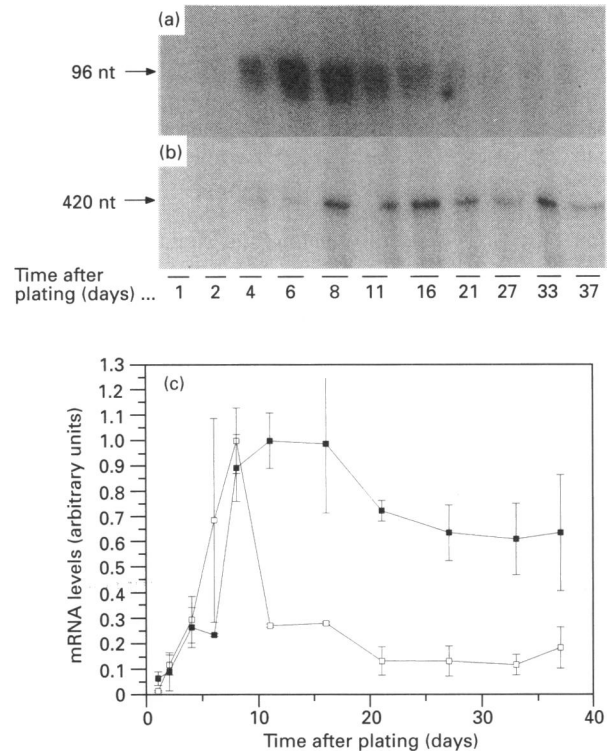 (a)
96 nt
(b)
420 nt
Time after
plating (days) ... 1 2 4 6 8 11 16 21 27 33 37
(c)
mRNA levels (arbitrary units)
1.3
1.2
1.1
1.0
0.9
0.8
0.7
0.6
0.5
0.4
0.3
0.2
0.1
0
0 10 20 30 40
Time after plating (days)